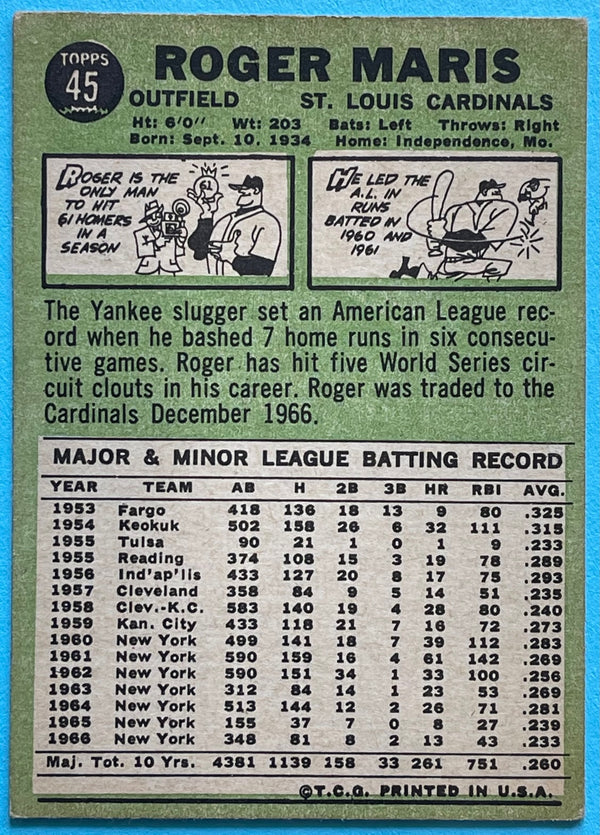 TOPPS
45
ROGER MARIS
OUTFIELD ST. LOUIS CARDINALS
Ht: 6'0" Wt: 203 Bats: Left Throws: Right
Born: Sept. 10, 1934 Home: Independence, Mo.
ROGER IS THE
ONLY MAN
TO HIT
61 HOMERS
IN A
SEASON
61
HE LED THE
A.L. IN
RUNS
BATTED IN
1960 AND
1961
The Yankee slugger set an American League rec-
ord when he bashed 7 home runs in six consecu-
tive games. Roger has hit five World Series cir-
cuit clouts in his career. Roger was traded to the
Cardinals December 1966.
MAJOR & MINOR LEAGUE BATTING RECORD
YEAR TEAM AB H 2B 3B HR RBI AVG.
1953 Fargo 418 136 18 13 9 80 .325
1954 Keokuk 502 158 26 6 32 111 .315
1955 Tulsa 90 21 1 0 1 9 .233
1955 Reading 374 108 15 3 19 78 .289
1956 Ind'ap'lis 433 127 20 8 17 75 .293
1957 Cleveland 358 84 9 5 14 51 .235
1958 Clev.-K.C. 583 140 19 4 28 80 .240
1959 Kan. City 433 118 21 7 16 72 .273
1960 New York 499 141 18 7 39 112 .283
1961 New York 590 159 16 4 61 142 .269
1962 New York 590 151 34 1 33 100 .256
1963 New York 312 84 14 1 23 53 .269
1964 New York 513 144 12 2 26 71 .281
1965 New York 155 37 7 0 8 27 .239
1966 New York 348 81 8 2 13 43 .233
Maj. Tot. 10 Yrs. 4381 1139 158 33 261 751 .260
©T.C.G. PRINTED IN U.S.A.